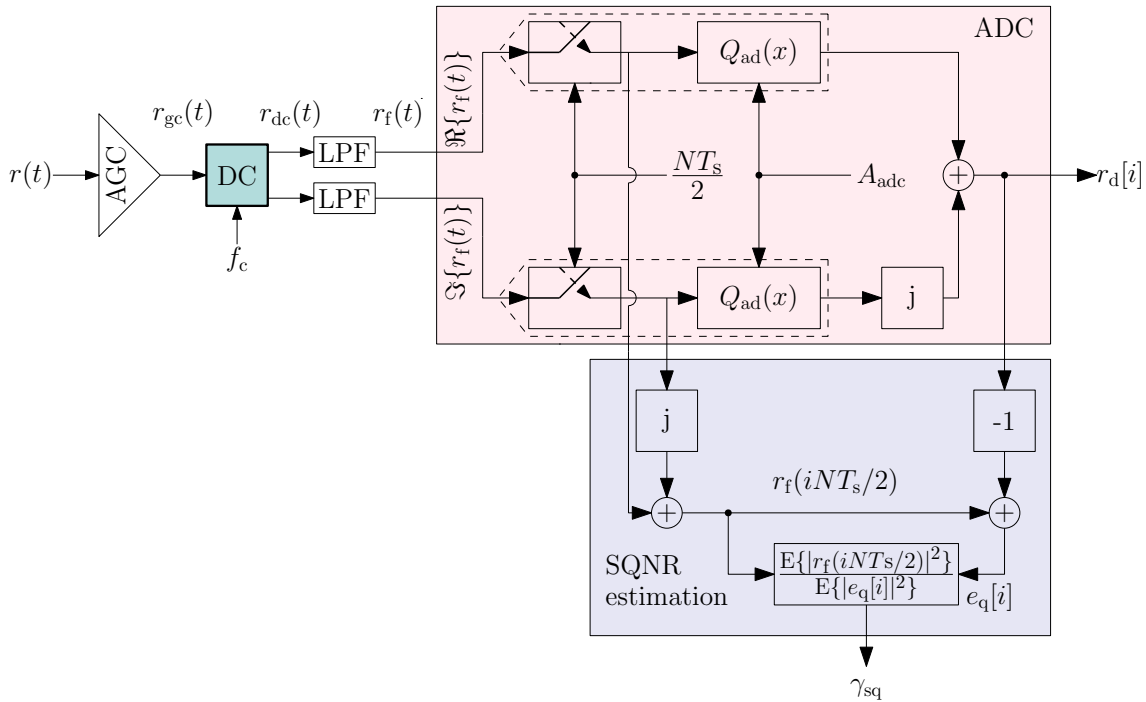 ADC
Q_ad(x)
ℜ{r_f(t)}
r_gc(t) r_dc(t) r_f(t)
LPF
r(t) AGC DC
NT_s/2
A_adc
+
r_d[i]
LPF
f_c
ℑ{r_f(t)}
Q_ad(x)
j
j
-1
r_f(iNT_s/2)
+
+
SQNR
estimation
E{|r_f(iNTs/2)|^2}
E{|e_q[i]|^2}
e_q[i]
γ_sq